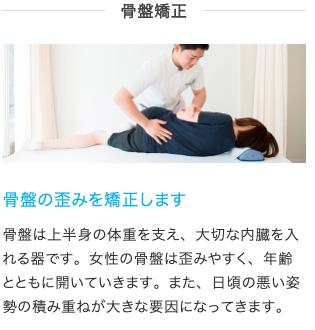 骨盤矯正
骨盤の歪みを矯正します
骨盤は上半身の体重を支え、大切な内臓を入
れる器です。女性の骨盤は歪みやすく、年齢
とともに開いていきます。また、日頃の悪い姿
勢の積み重ねが大きな要因になってきます。